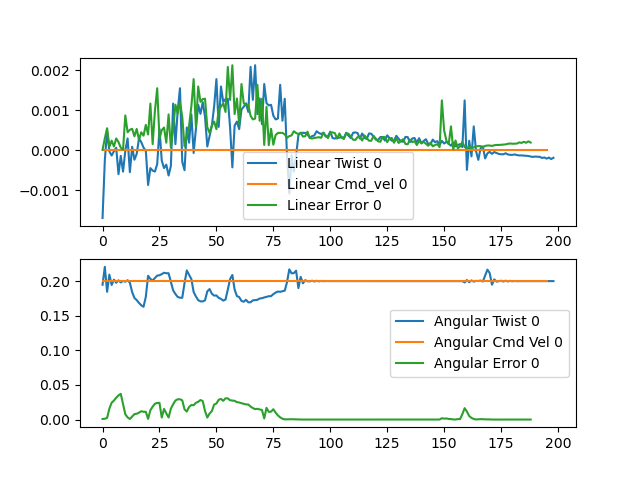 0.002
0.001
0.000
−0.001
Linear Twist 0
Linear Cmd_vel 0
Linear Error 0
0 25 50 75 100 125 150 175 200
0.20
0.15
0.10
0.05
0.00
Angular Twist 0
Angular Cmd Vel 0
Angular Error 0
0 25 50 75 100 125 150 175 200